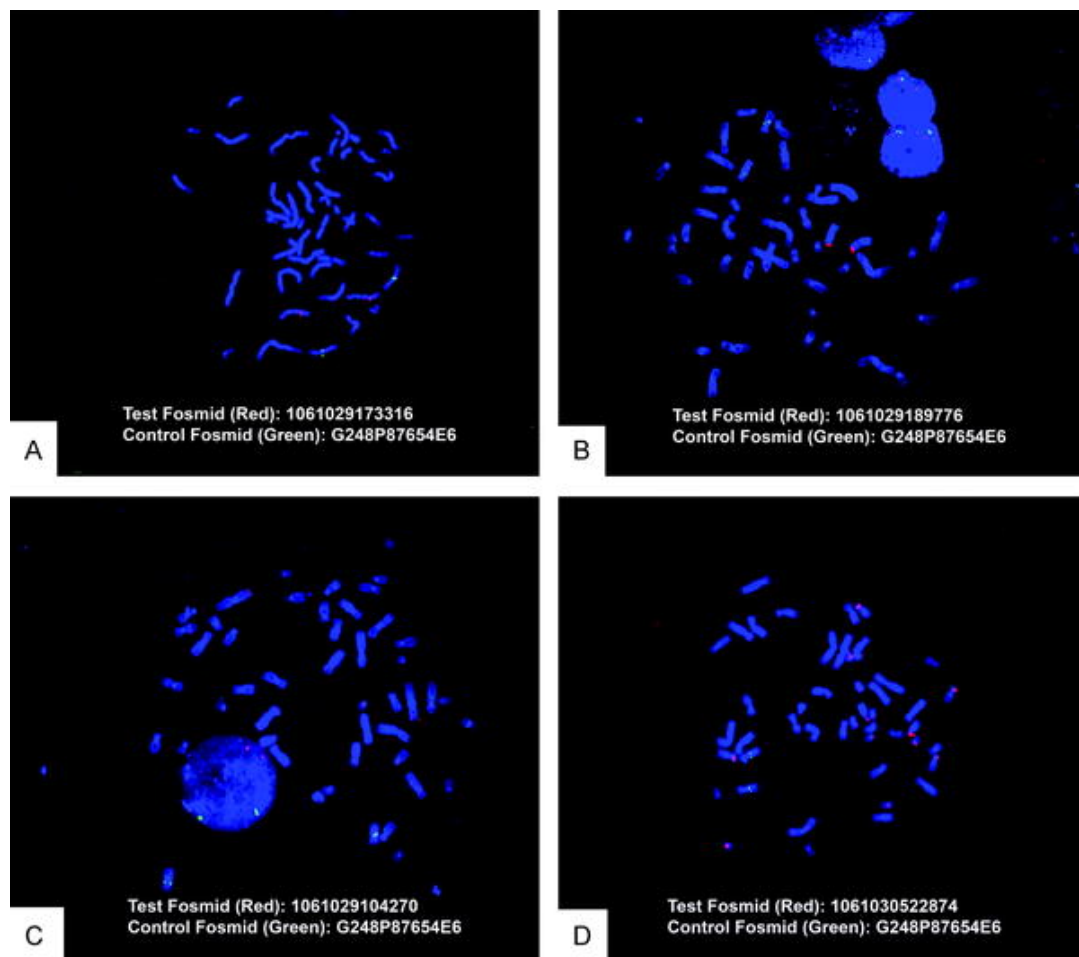 Test Fosmid (Red): 1061029173316
Control Fosmid (Green): G248P87654E6
A
Test Fosmid (Red): 1061029189776
Control Fosmid (Green): G248P87654E6
B
Test Fosmid (Red): 1061029104270
Control Fosmid (Green): G248P87654E6
C
Test Fosmid (Red): 1061030522874
Control Fosmid (Green): G248P87654E6
D